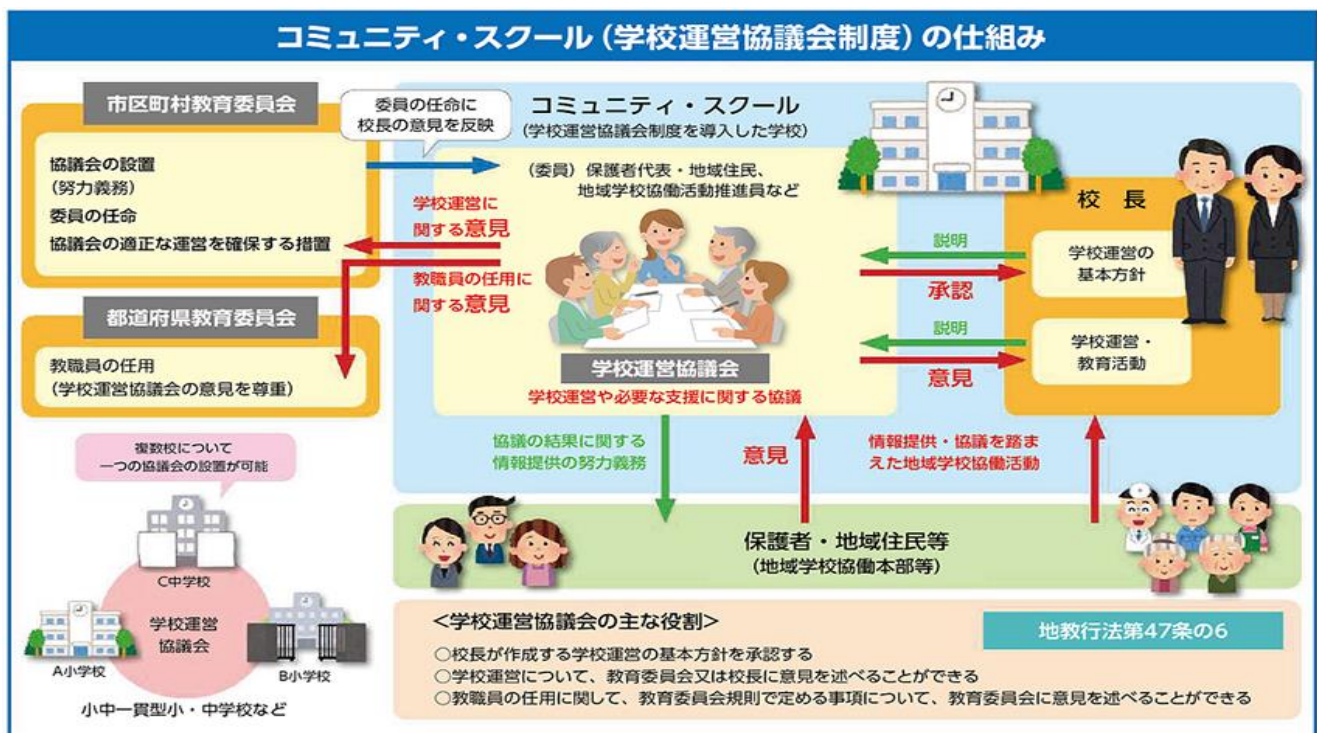 コミュニティ・スクール（学校運営協議会制度）の仕組み
市区町村教育委員会
協議会の設置
（努力義務）
委員の任命
協議会の適正な運営を確保する措置
都道府県教育委員会
教職員の任用
（学校運営協議会の意見を尊重）
委員の任命に
校長の意見を反映
学校運営に
関する意見
教職員の任用に
関する意見
コミュニティ・スクール
（学校運営協議会制度を導入した学校）
（委員）保護者代表・地域住民、
地域学校協働活動推進員など
学校運営協議会
学校運営や必要な支援に関する協議
説明
承認
説明
意見
校長
学校運営の
基本方針
学校運営・
教育活動
協議の結果に関する
情報提供の努力義務
意見
情報提供・協議を踏ま
えた地域学校協働活動
保護者・地域住民等
（地域学校協働本部等）
複数校について
一つの協議会の設置が可能
C中学校
学校運営
協議会
A小学校
B小学校
小中一貫型小・中学校など
＜学校運営協議会の主な役割＞
地教行法第47条の6
○校長が作成する学校運営の基本方針を承認する
○学校運営について、教育委員会又は校長に意見を述べることができる
○教職員の任用に関して、教育委員会規則で定める事項について、教育委員会に意見を述べることができる